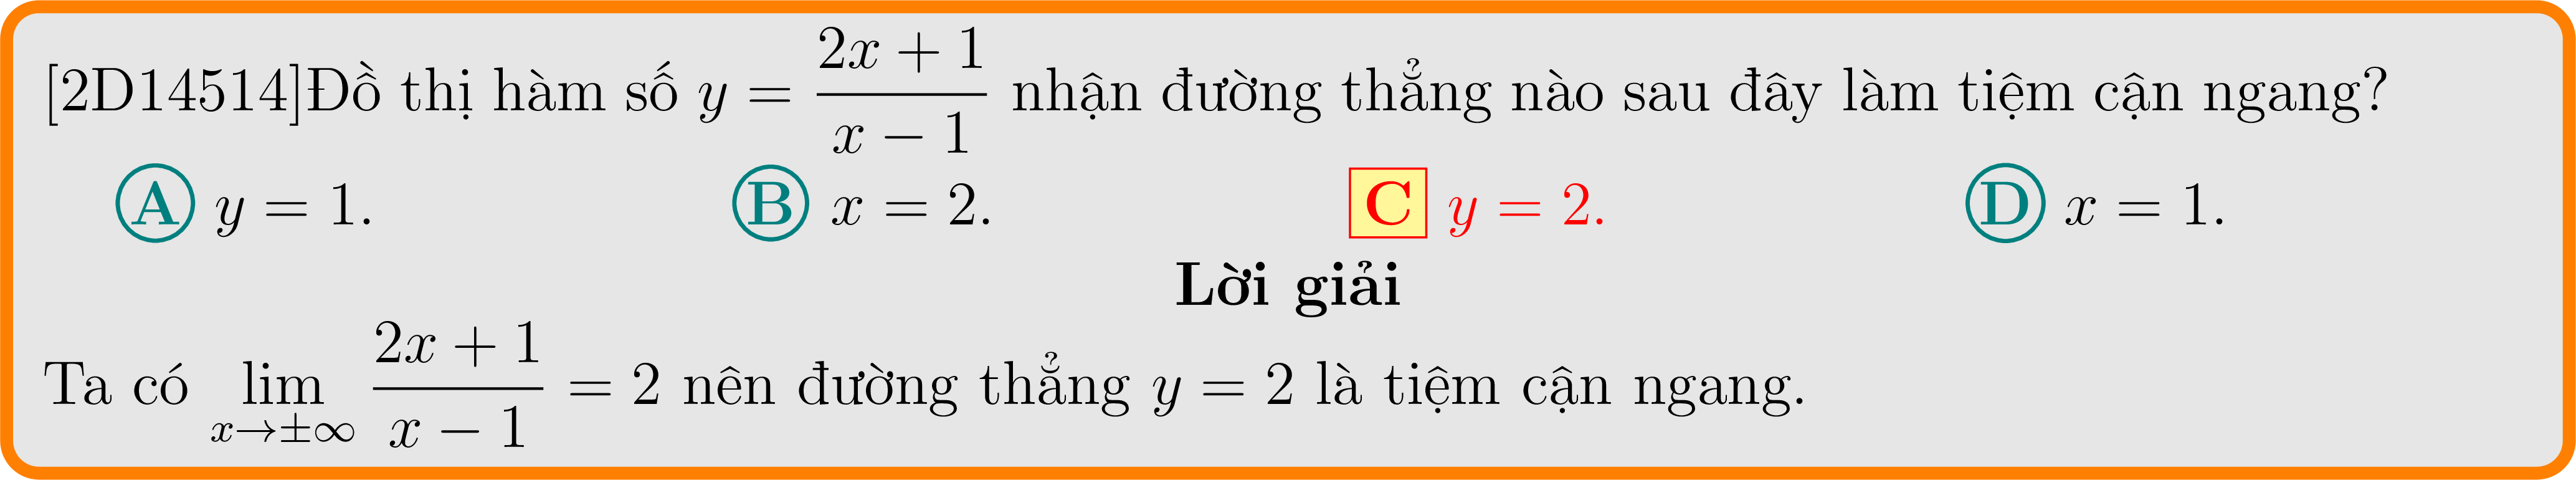 [2D14514]Đồ thị hàm số $y = \dfrac{2x+1}{x-1}$ nhận đường thẳng nào sau đây làm tiệm cận ngang?
A $y = 1$. B $x = 2$. C $y = 2$. D $x = 1$.
Lời giải
Ta có $\lim\limits_{x \to \pm\infty} \dfrac{2x+1}{x-1} = 2$ nên đường thẳng $y = 2$ là tiệm cận ngang.